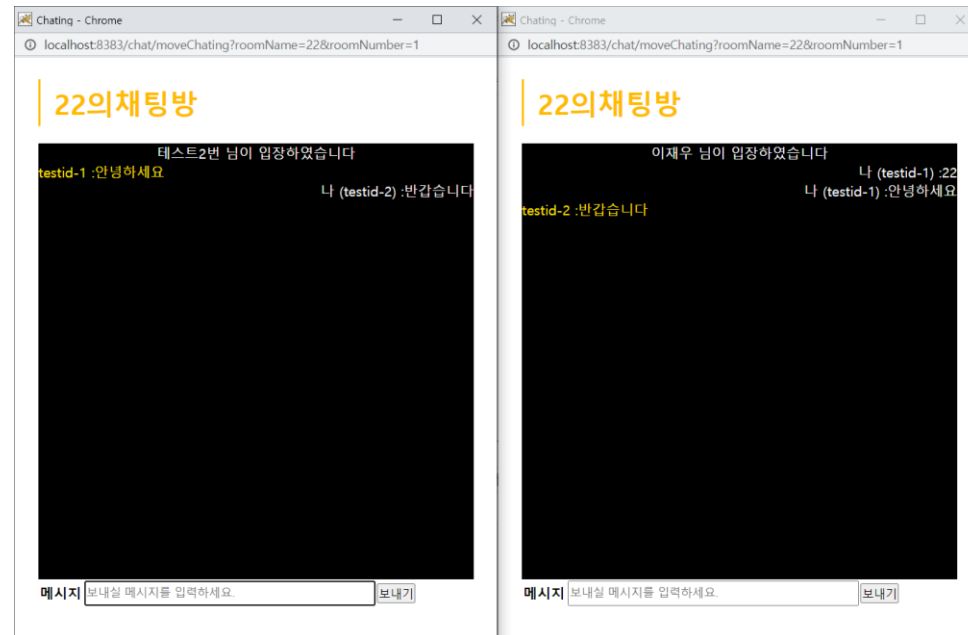 Chating - Chrome
localhost:8383/chat/moveChating?roomName=22&roomNumber=1
22의채팅방
테스트2번 님이 입장하였습니다
testid-1 :안녕하세요
나 (testid-2) :반갑습니다
메시지 보내실 메시지를 입력하세요. 보내기
Chating - Chrome
localhost:8383/chat/moveChating?roomName=22&roomNumber=1
22의채팅방
이재우 님이 입장하였습니다
나 (testid-1) :22
나 (testid-1) :안녕하세요
testid-2 :반갑습니다
메시지 보내실 메시지를 입력하세요. 보내기